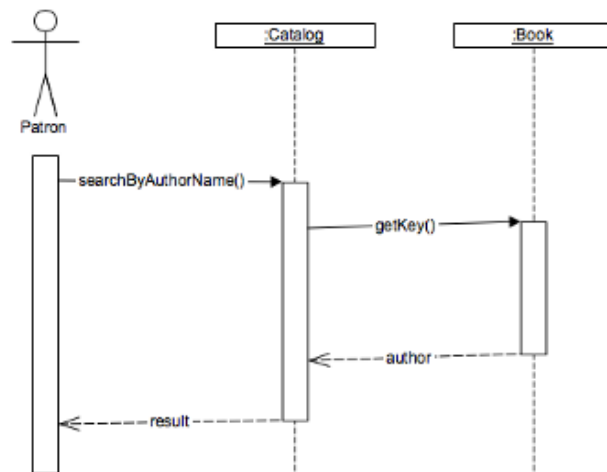 :Catalog
:Book
Patron
searchByAuthorName()
getKey()
author
result